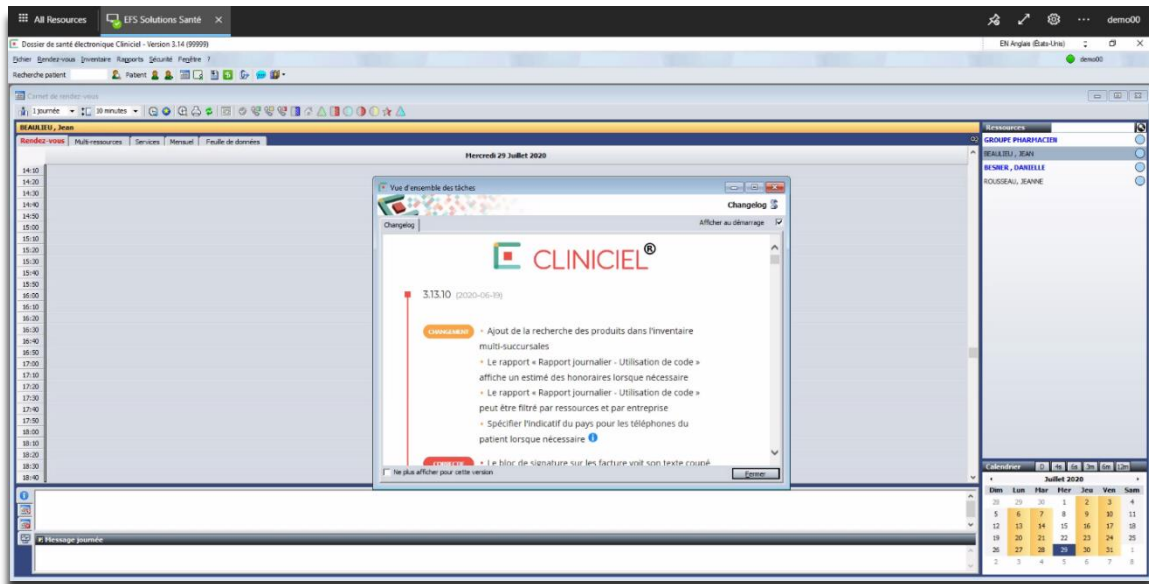 All Resources
EFS Solutions Santé
demo00
Dossier de santé électronique Cliniciel - Version 3.14 (99999)
EN Anglais (États-Unis)
Fichier Rendez-vous Inventaire Rapports Sécurité Fenêtre ?
demo00
Recherche patient
Patient
Carnet de rendez-vous
1 journée
10 minutes
BEAULIEU, Jean
Rendez-vous Multi-ressources Services Mensuel Feuille de données
Mercredi 29 Juillet 2020
14:10
14:20
14:30
14:40
14:50
15:00
15:10
15:20
15:30
15:40
15:50
16:00
16:10
16:20
16:30
16:40
16:50
17:00
17:10
17:20
17:30
17:40
17:50
18:00
18:10
18:20
18:30
18:40
Vue d'ensemble des tâches
Changelog
Changelog
Afficher au démarrage
CLINICIEL®
3.13.10 (2020-06-19)
CHANGEMENT
• Ajout de la recherche des produits dans l'inventaire
multi-succursales
• Le rapport « Rapport journalier - Utilisation de code »
affiche un estimé des honoraires lorsque nécessaire
• Le rapport « Rapport journalier - Utilisation de code »
peut être filtré par ressources et par entreprise
• Spécifier l'indicatif du pays pour les téléphones du
patient lorsque nécessaire
• Le bloc de signature sur les facture voit son texte coupé
Ne plus afficher pour cette version
Fermer
Message journée
Ressources
GROUPE PHARMACIEN
BEAULIEU, JEAN
BESNER, DANIELLE
ROUSSEAU, JEANNE
Calendrier
Juillet 2020
Dim Lun Mar Mer Jeu Ven Sam
28 29 30 1 2 3 4
5 6 7 8 9 10 11
12 13 14 15 16 17 18
19 20 21 22 23 24 25
26 27 28 29 30 31 1
2 3 4 5 6 7 8